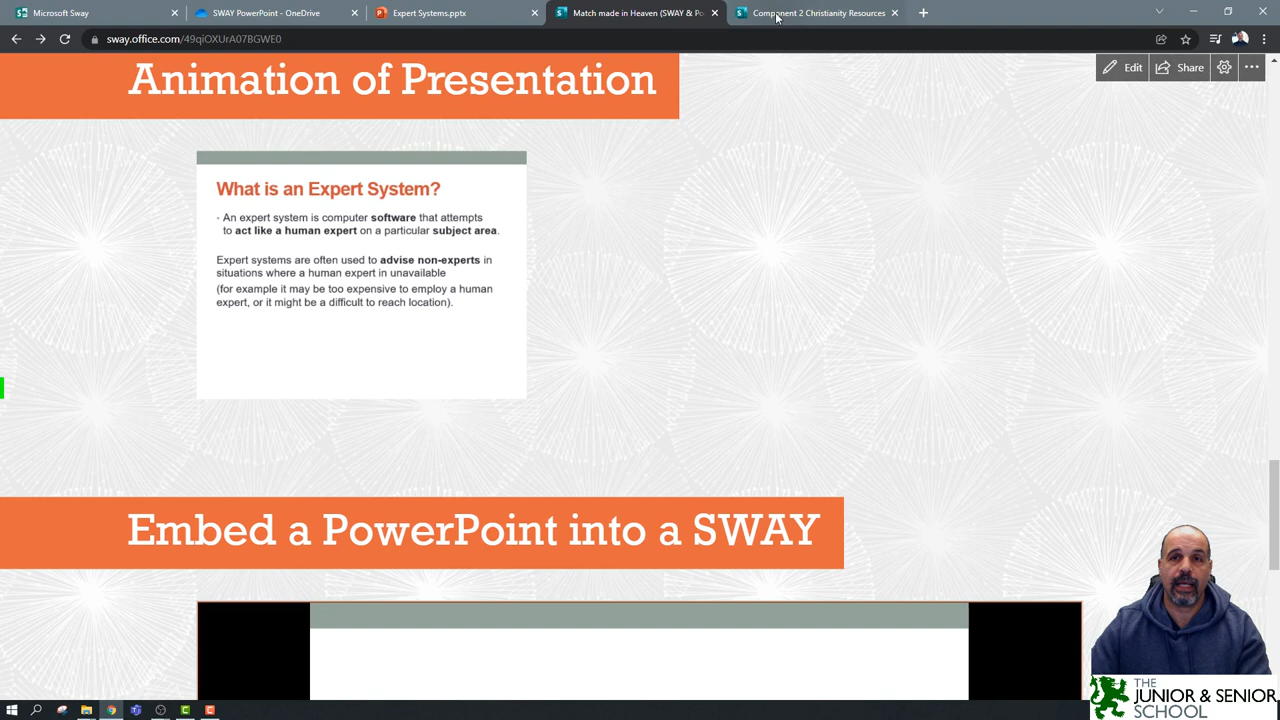 Microsoft Sway
SWAY PowerPoint - OneDrive
Expert Systems.pptx
Match made in Heaven (SWAY & Po
Component 2 Christianity Resources
sway.office.com/49qiOXUrA07BGWE0
Animation of Presentation
Edit
Share
What is an Expert System?
· An expert system is computer software that attempts
to act like a human expert on a particular subject area.
Expert systems are often used to advise non-experts in
situations where a human expert in unavailable
(for example it may be too expensive to employ a human
expert, or it might be a difficult to reach location).
Embed a PowerPoint into a SWAY
THE
JUNIOR & SENIOR
SCHOOL